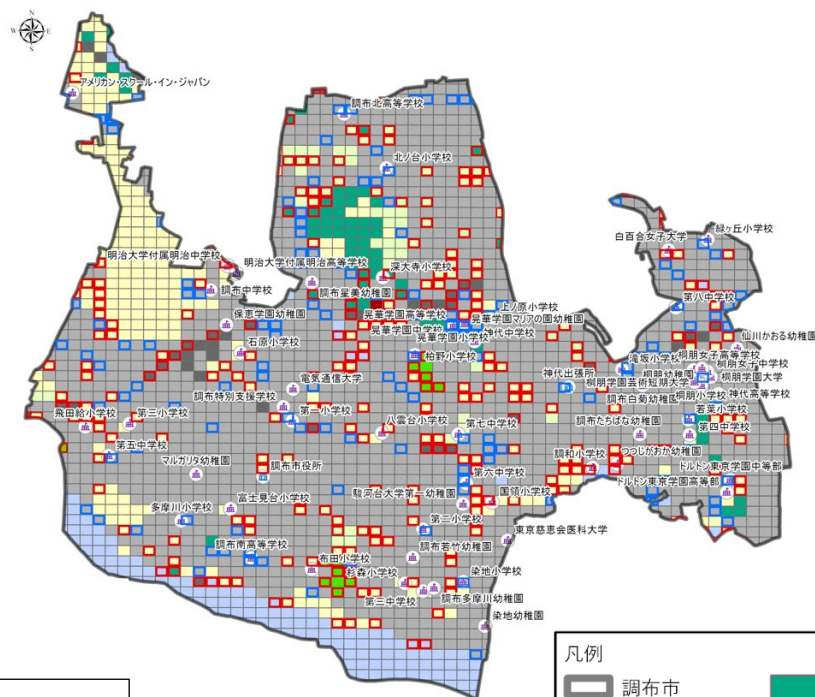 N
W
E
S
アメリカン・スクール・イン・ジャパン
調布北高等学校
北ノ台小学校
緑ヶ丘小学校
白百合女子大学
明治大学付属明治中学校
明治大学付属明治高等学校
深大寺小学校
調布中学校
調布星美幼稚園
第八中学校
上ノ原小学校
保恵学園幼稚園
晃華学園高等学校
晃華学園マリアの園幼稚園
晃華学園中学校
晃華学園小学校
神代中学校
仙川かおる幼稚園
石原小学校
柏野小学校
滝坂小学校
桐朋女子高等学校
桐朋女子中学校
桐朋幼稚園
神代出張所
桐朋学園芸術短期大学
桐朋学園大学
電気通信大学
調布特別支援学校
調布白菊幼稚園
桐朋小学校
神代高等学校
飛田給小学校
第三小学校
第一小学校
若葉小学校
調布たちばな幼稚園
第四中学校
八雲台小学校
第七中学校
第五中学校
つつじがおか幼稚園
マルガリタ幼稚園
調布市役所
第六中学校
調和小学校
ドルトン東京学園中等部
ドルトン東京学園高等部
駿河台大学第一幼稚園
国領小学校
多摩川小学校
富士見台小学校
第二小学校
東京慈恵会医科大学
調布南高等学校
調布若竹幼稚園
布田小学校
杉森小学校
染地小学校
第三中学校
調布多摩川幼稚園
染地幼稚園
凡例
調布市